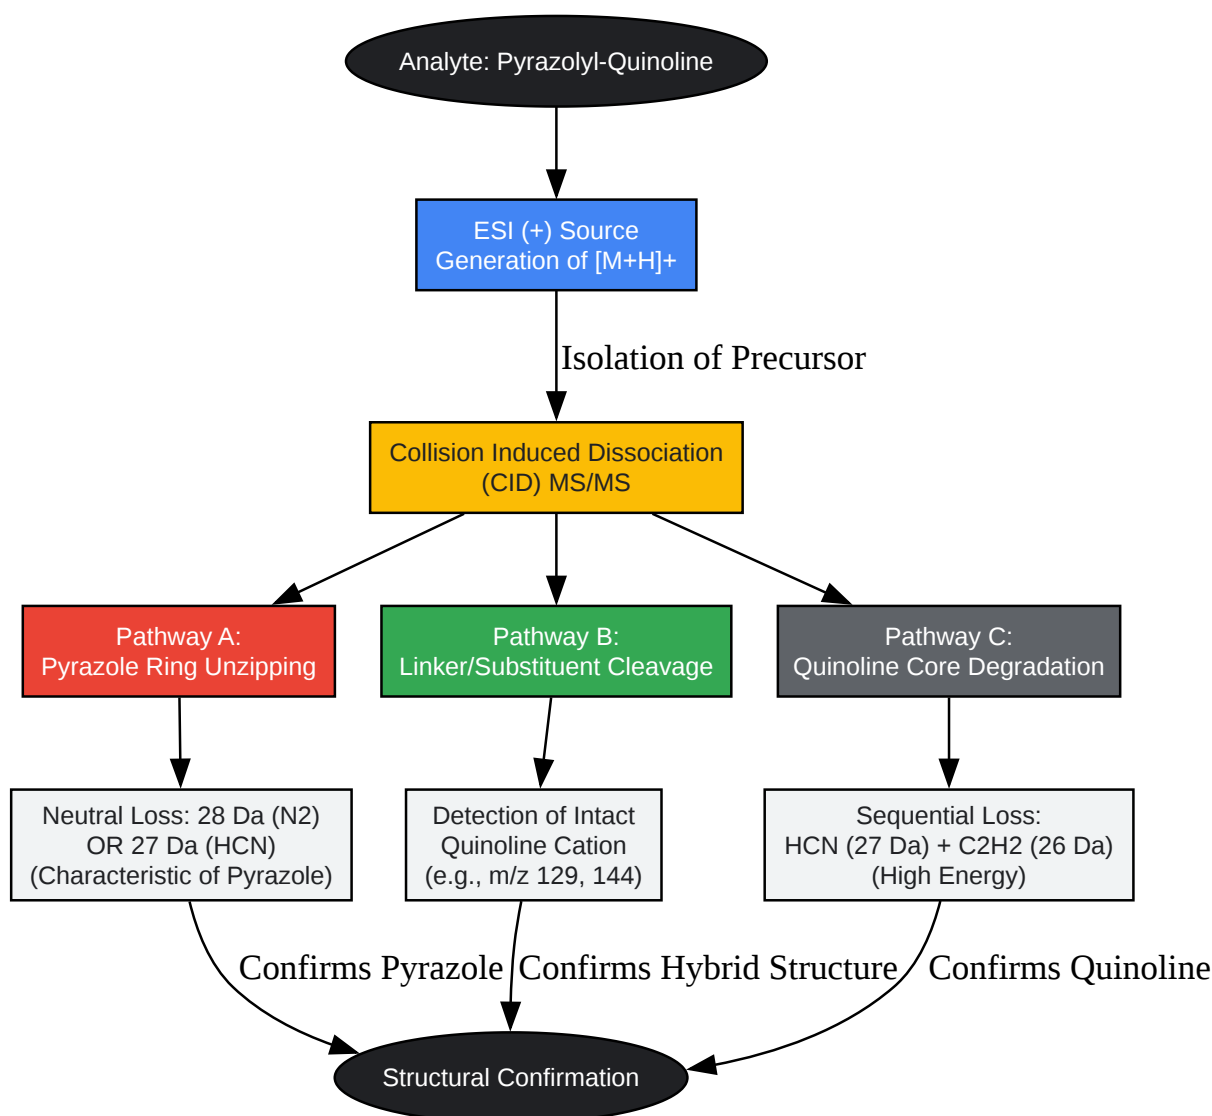 Analyte: Pyrazolyl-Quinoline
ESI (+) Source
Generation of [M+H]+
Isolation of Precursor
Collision Induced Dissociation
(CID) MS/MS
Pathway A:
Pyrazole Ring Unzipping
Pathway B:
Linker/Substituent Cleavage
Pathway C:
Quinoline Core Degradation
Neutral Loss: 28 Da (N2)
OR 27 Da (HCN)
(Characteristic of Pyrazole)
Detection of Intact
Quinoline Cation
(e.g., m/z 129, 144)
Sequential Loss:
HCN (27 Da) + C2H2 (26 Da)
(High Energy)
Confirms Pyrazole
Confirms Hybrid Structure
Confirms Quinoline
Structural Confirmation